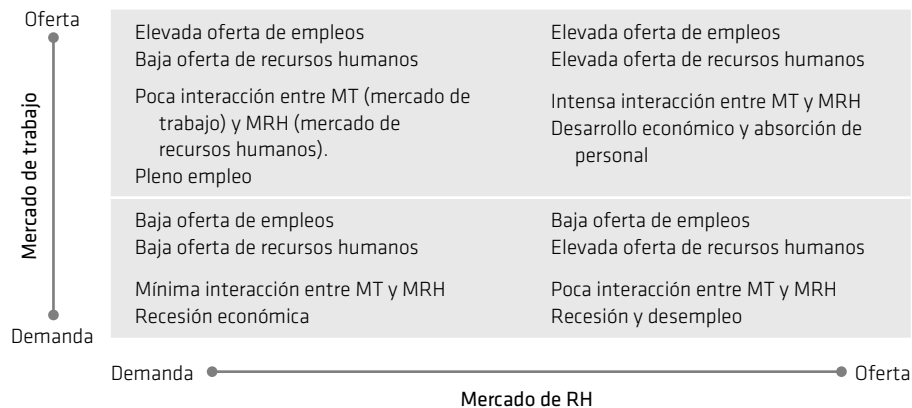 Oferta
Elevada oferta de empleos
Baja oferta de recursos humanos
Poca interacción entre MT (mercado de
trabajo) y MRH (mercado de
recursos humanos).
Pleno empleo
Elevada oferta de empleos
Elevada oferta de recursos humanos
Intensa interacción entre MT y MRH
Desarrollo económico y absorción de
personal
Mercado de trabajo
Baja oferta de empleos
Baja oferta de recursos humanos
Mínima interacción entre MT y MRH
Recesión económica
Baja oferta de empleos
Elevada oferta de recursos humanos
Poca interacción entre MT y MRH
Recesión y desempleo
Demanda
Demanda
Oferta
Mercado de RH